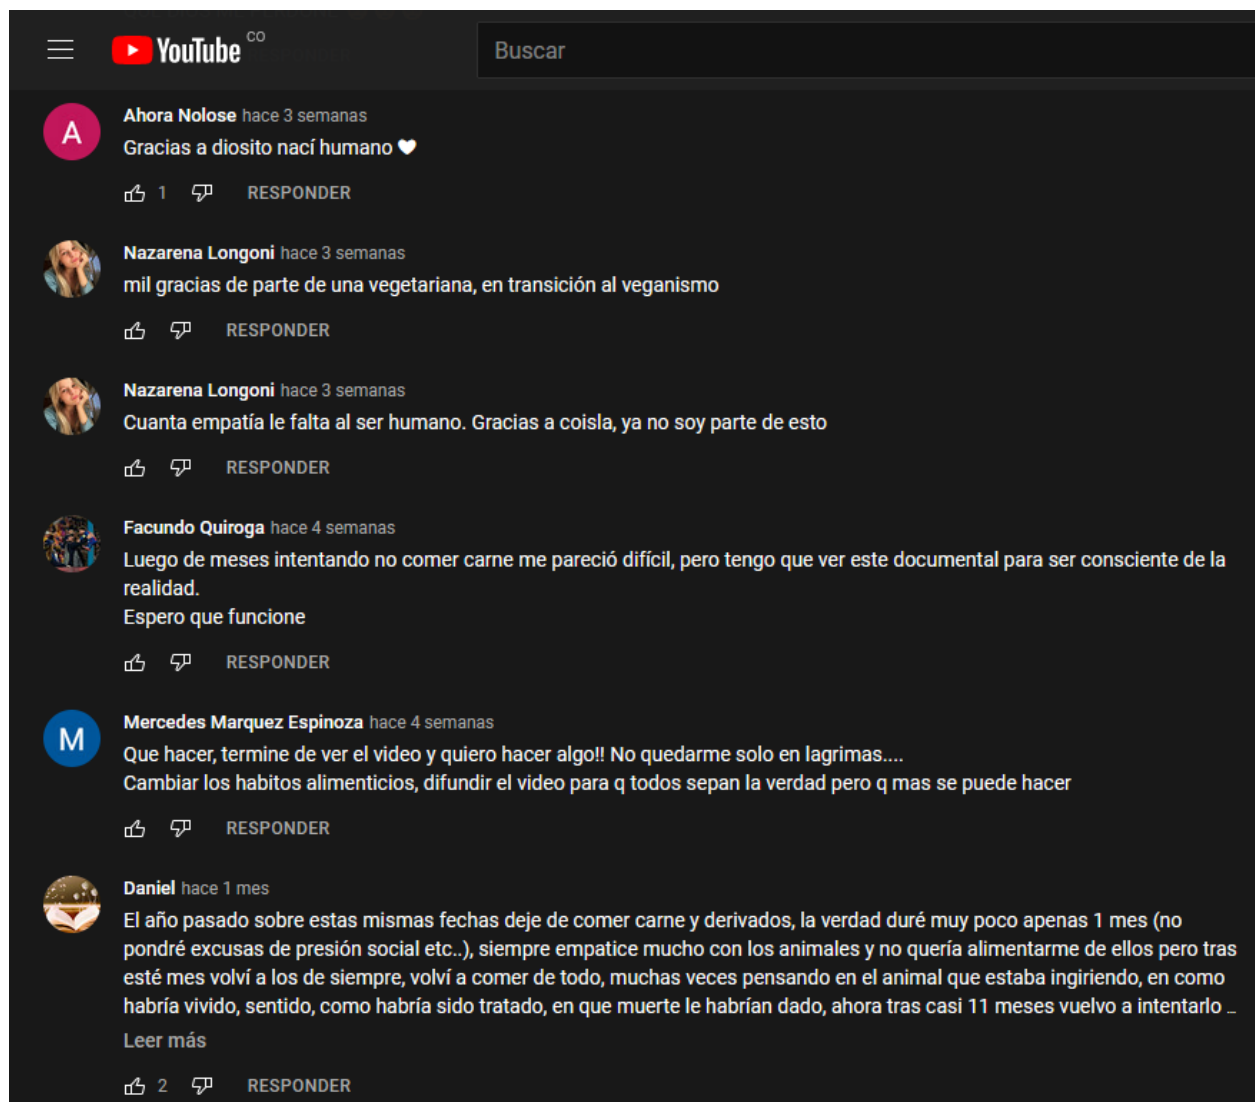 YouTube CO
Buscar
A
Ahora Nolose hace 3 semanas
Gracias a diosito nací humano 🤍
1 RESPONDER
Nazarena Longoni hace 3 semanas
mil gracias de parte de una vegetariana, en transición al veganismo
RESPONDER
Nazarena Longoni hace 3 semanas
Cuanta empatía le falta al ser humano. Gracias a coisla, ya no soy parte de esto
RESPONDER
Facundo Quiroga hace 4 semanas
Luego de meses intentando no comer carne me pareció difícil, pero tengo que ver este documental para ser consciente de la
realidad.
Espero que funcione
RESPONDER
M
Mercedes Marquez Espinoza hace 4 semanas
Que hacer, termine de ver el video y quiero hacer algo!! No quedarme solo en lagrimas....
Cambiar los habitos alimenticios, difundir el video para q todos sepan la verdad pero q mas se puede hacer
RESPONDER
Daniel hace 1 mes
El año pasado sobre estas mismas fechas deje de comer carne y derivados, la verdad duré muy poco apenas 1 mes (no
pondré excusas de presión social etc..), siempre empatice mucho con los animales y no quería alimentarme de ellos pero tras
esté mes volví a los de siempre, volví a comer de todo, muchas veces pensando en el animal que estaba ingiriendo, en como
habría vivido, sentido, como habría sido tratado, en que muerte le habrían dado, ahora tras casi 11 meses vuelvo a intentarlo ...
Leer más
2 RESPONDER